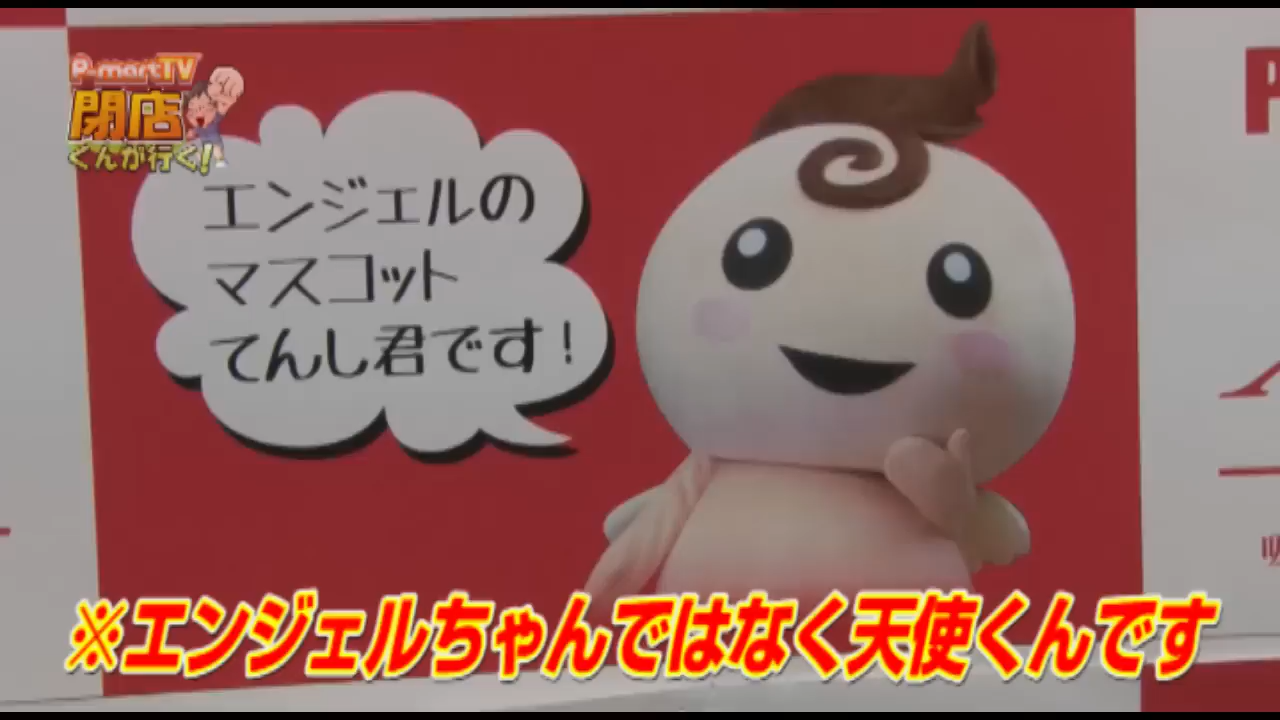 P-martTV
閉店
くんが行く!
エンジェルの
マスコット
てんし君です!
※エンジェルちゃんではなく天使くんです